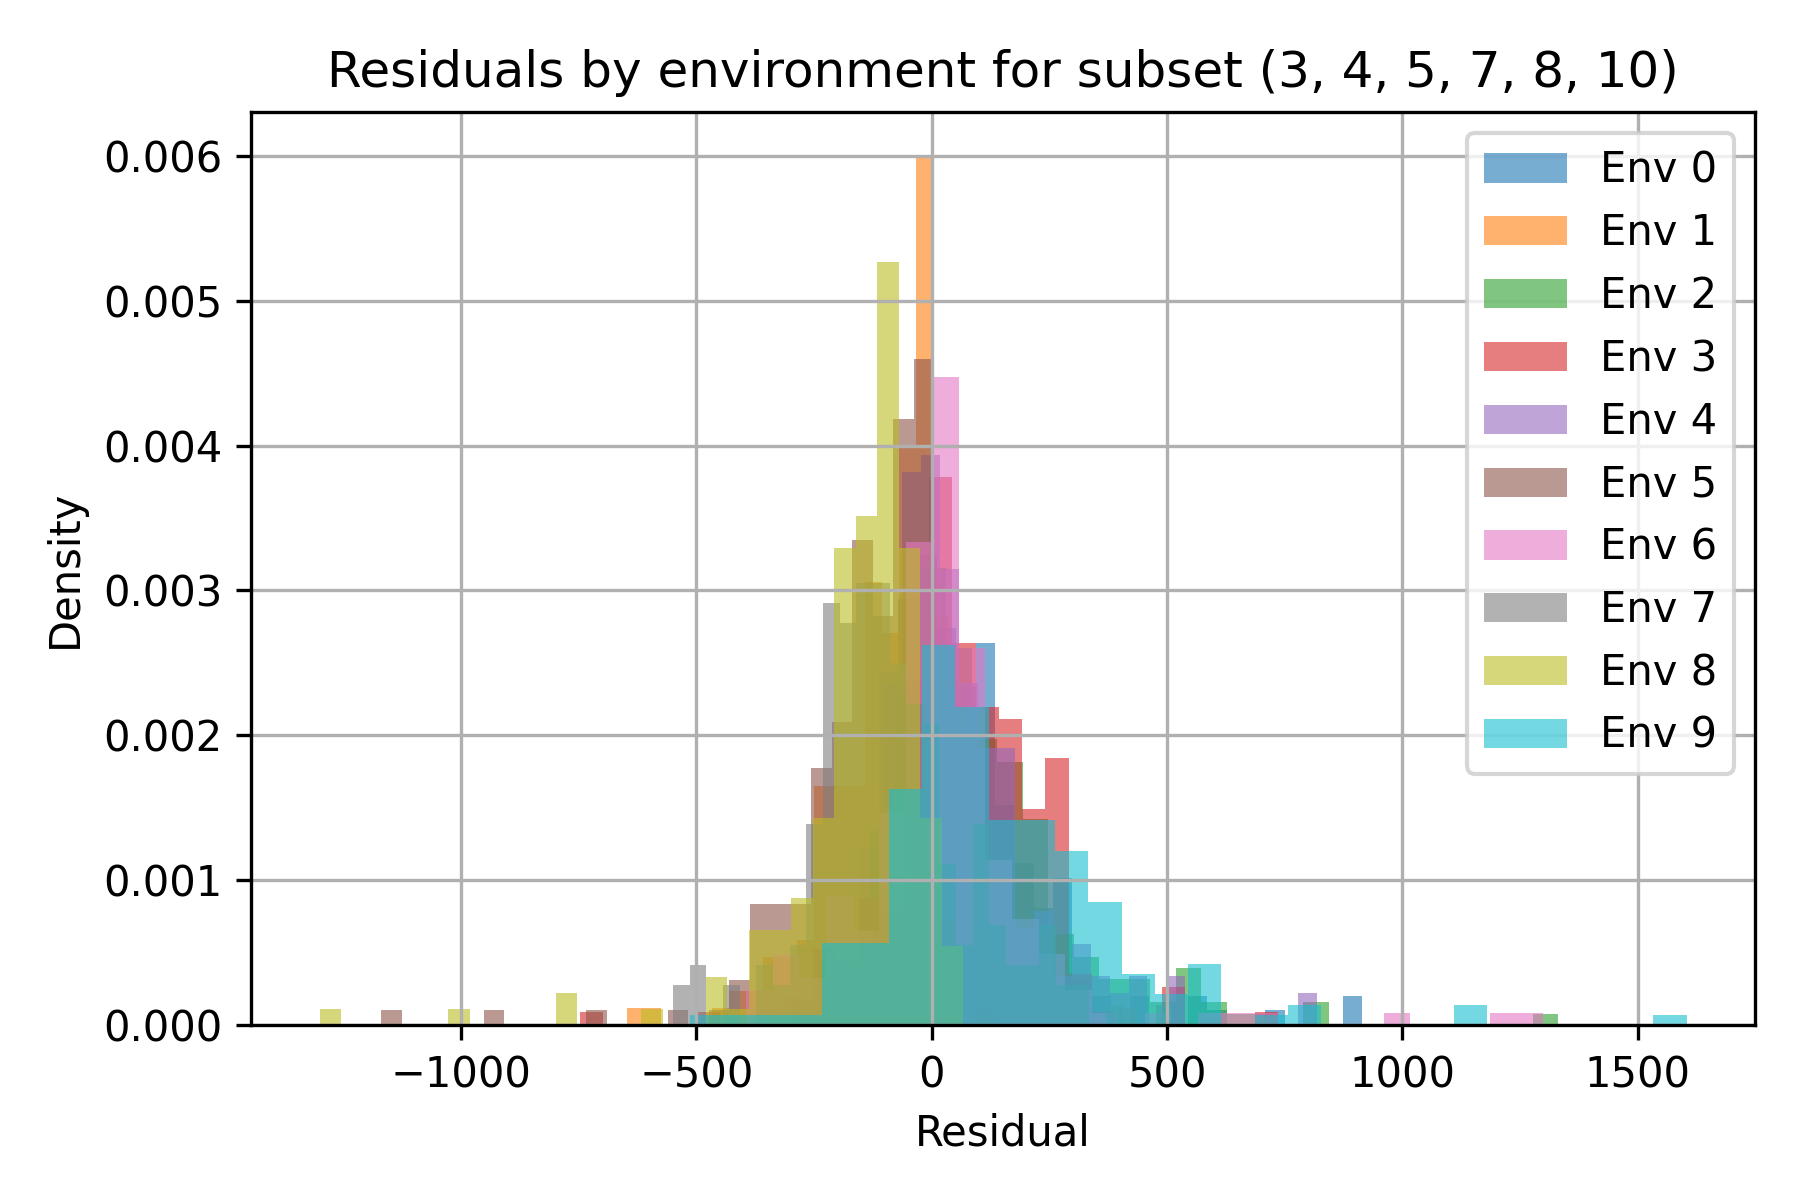 Residuals by environment for subset (3, 4, 5, 7, 8, 10)
0.006
0.005
0.004
0.003
0.002
0.001
0.000
Density
−1000
−500
0
500
1000
1500
Residual
Env 0
Env 1
Env 2
Env 3
Env 4
Env 5
Env 6
Env 7
Env 8
Env 9